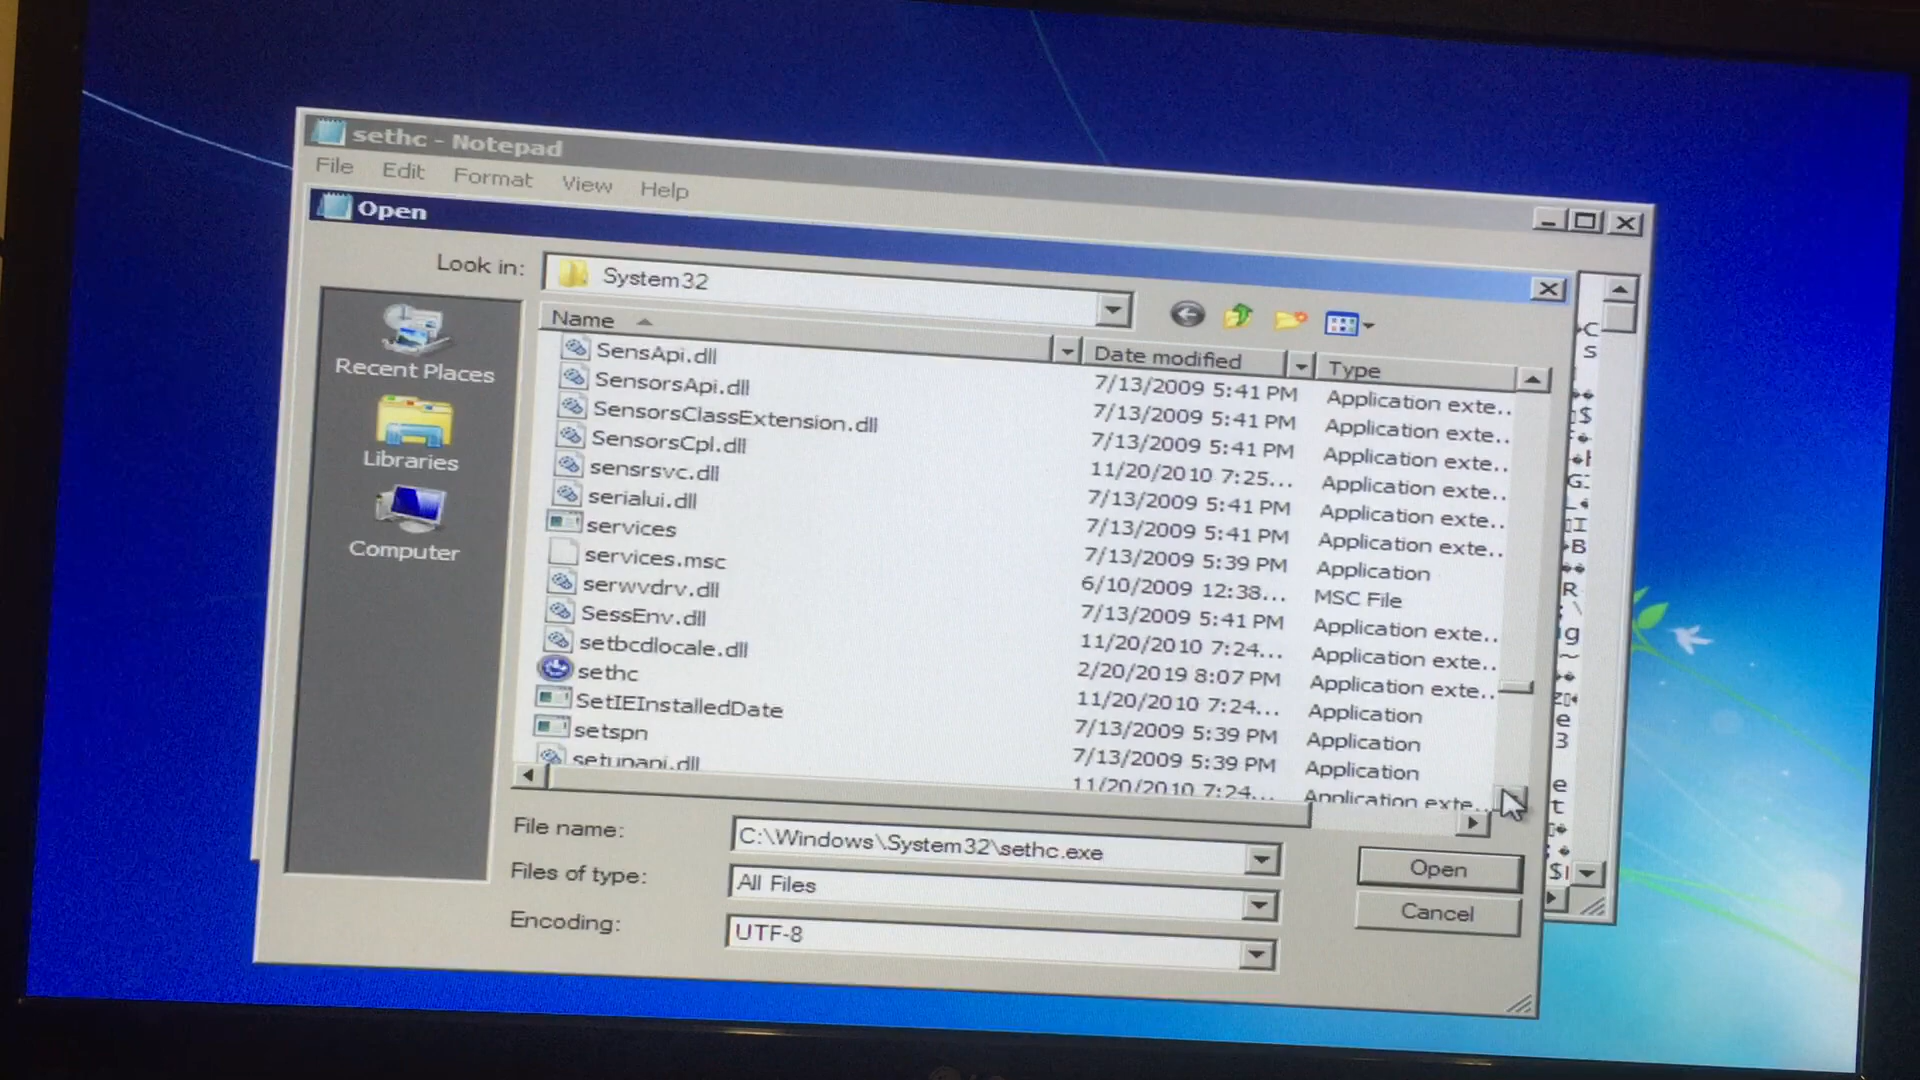 sethc - Notepad
File Edit Format View Help
Open
Look in: System32
Name Date modified Type
Recent Places
Libraries
Computer
SensApi.dll 7/13/2009 5:41 PM Application exte...
SensorsApi.dll 7/13/2009 5:41 PM Application exte...
SensorsClassExtension.dll 7/13/2009 5:41 PM Application exte...
SensorsCpl.dll 11/20/2010 7:25... Application exte...
sensrsvc.dll 7/13/2009 5:41 PM Application exte...
serialui.dll 7/13/2009 5:41 PM Application exte...
services 7/13/2009 5:39 PM Application
services.msc 6/10/2009 12:38... MSC File
serwvdrv.dll 7/13/2009 5:41 PM Application exte...
SessEnv.dll 11/20/2010 7:24... Application exte...
setbcdlocale.dll 2/20/2019 8:07 PM Application exte...
sethc 11/20/2010 7:24... Application
SetIEInstalledDate 7/13/2009 5:39 PM Application
setspn 7/13/2009 5:39 PM Application
setupapi.dll 11/20/2010 7:24... Application exte...
File name: C:\Windows\System32\sethc.exe
Open
Files of type: All Files
Cancel
Encoding: UTF-8